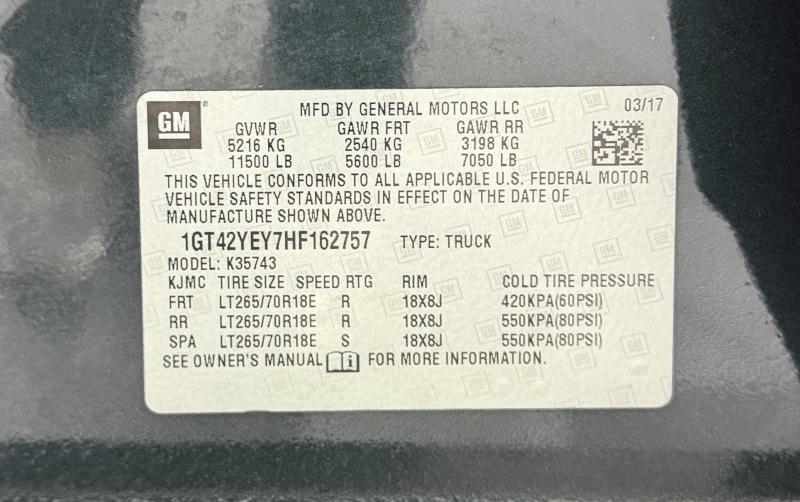 GM
MFD BY GENERAL MOTORS LLC 03/17
GVWR GAWR FRT GAWR RR
5216 KG 2540 KG 3198 KG
11500 LB 5600 LB 7050 LB
THIS VEHICLE CONFORMS TO ALL APPLICABLE U.S. FEDERAL MOTOR
VEHICLE SAFETY STANDARDS IN EFFECT ON THE DATE OF
MANUFACTURE SHOWN ABOVE.
1GT42YEY7HF162757 TYPE: TRUCK
MODEL: K35743
KJMC TIRE SIZE SPEED RTG RIM COLD TIRE PRESSURE
FRT LT265/70R18E R 18X8J 420KPA(60PSI)
RR LT265/70R18E R 18X8J 550KPA(80PSI)
SPA LT265/70R18E S 18X8J 550KPA(80PSI)
SEE OWNER'S MANUAL i FOR MORE INFORMATION.